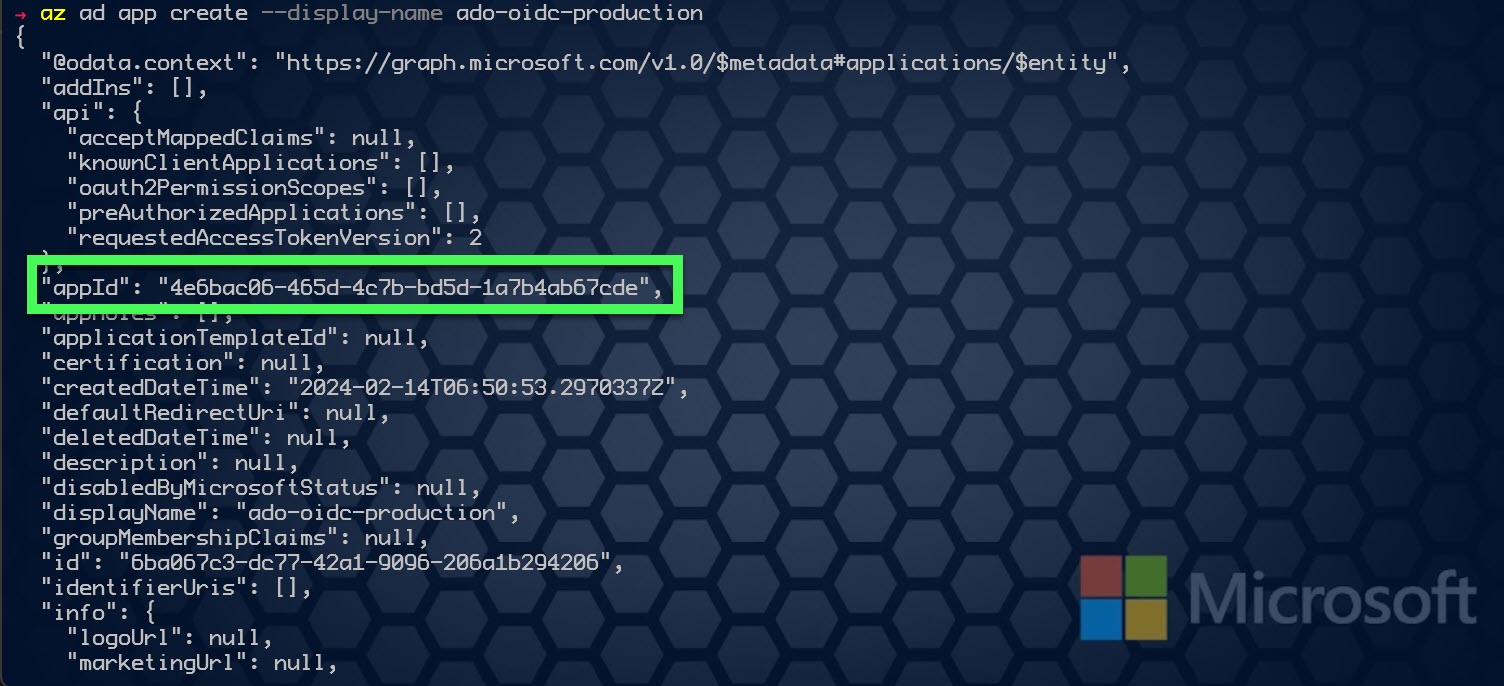 → az ad app create --display-name ado-oidc-production
{
  "@odata.context": "https://graph.microsoft.com/v1.0/$metadata#applications/$entity",
  "addIns": [],
  "api": {
    "acceptMappedClaims": null,
    "knownClientApplications": [],
    "oauth2PermissionScopes": [],
    "preAuthorizedApplications": [],
    "requestedAccessTokenVersion": 2
  },
  "appId": "4e6bac06-465d-4c7b-bd5d-1a7b4ab67cde",
  "appRoles": [],
  "applicationTemplateId": null,
  "certification": null,
  "createdDateTime": "2024-02-14T06:50:53.2970337Z",
  "defaultRedirectUri": null,
  "deletedDateTime": null,
  "description": null,
  "disabledByMicrosoftStatus": null,
  "displayName": "ado-oidc-production",
  "groupMembershipClaims": null,
  "id": "6ba067c3-dc77-42a1-9096-206a1b294206",
  "identifierUris": [],
  "info": {
    "logoUrl": null,
    "marketingUrl": null,
Microsoft